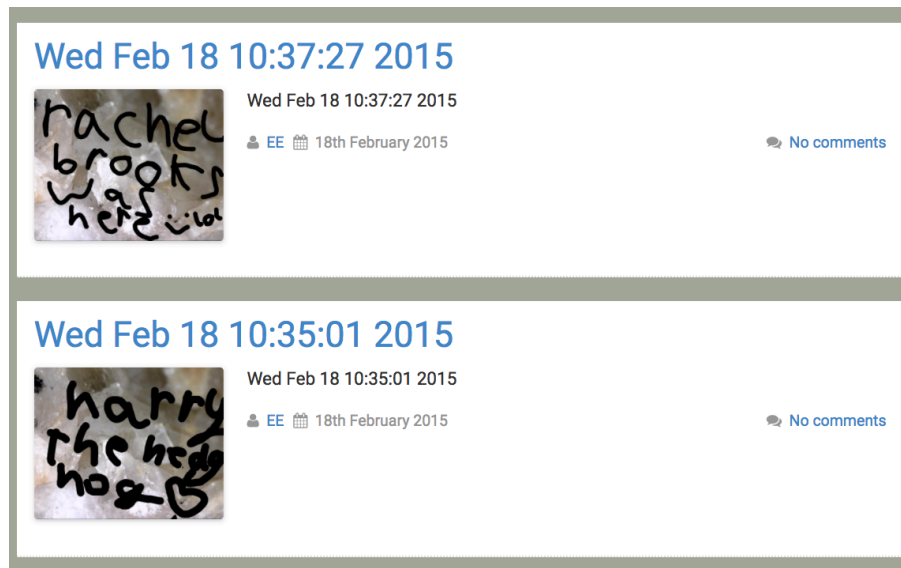 Wed Feb 18 10:37:27 2015
rachel
brooks
was
here :) lol
Wed Feb 18 10:37:27 2015
EE 18th February 2015 No comments
Wed Feb 18 10:35:01 2015
harry
the hedg
hog
Wed Feb 18 10:35:01 2015
EE 18th February 2015 No comments